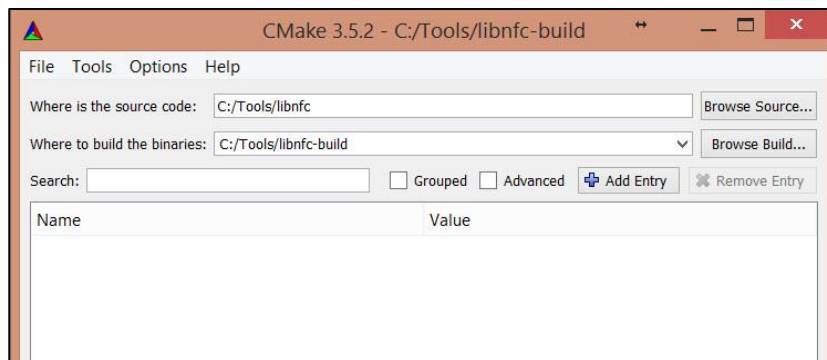 CMake 3.5.2 - C:/Tools/libnfc-build
File Tools Options Help
Where is the source code: C:/Tools/libnfc Browse Source...
Where to build the binaries: C:/Tools/libnfc-build Browse Build...
Search: Grouped Advanced Add Entry Remove Entry
Name Value